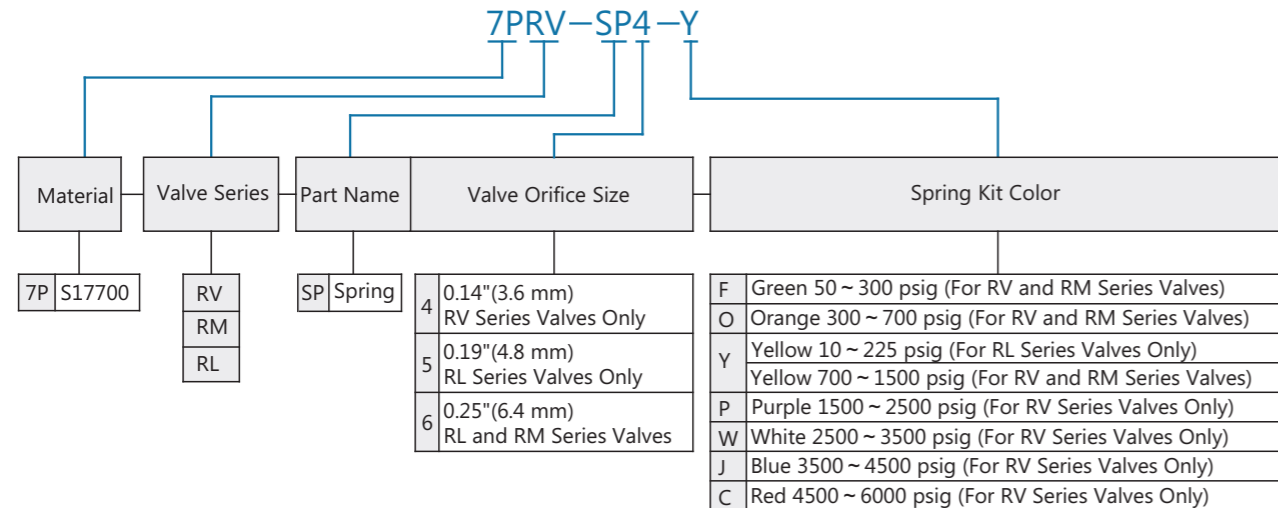 7PRV－SP4－Y
Material
Valve Series
Part Name
Valve Orifice Size
Spring Kit Color
7P S17700
RV
RM
RL
SP Spring
4 0.14"(3.6 mm)
RV Series Valves Only
5 0.19"(4.8 mm)
RL Series Valves Only
6 0.25"(6.4 mm)
RL and RM Series Valves
F Green 50～300 psig (For RV and RM Series Valves)
O Orange 300～700 psig (For RV and RM Series Valves)
Y Yellow 10～225 psig (For RL Series Valves Only)
Yellow 700～1500 psig (For RV and RM Series Valves)
P Purple 1500～2500 psig (For RV Series Valves Only)
W White 2500～3500 psig (For RV Series Valves Only)
J Blue 3500～4500 psig (For RV Series Valves Only)
C Red 4500～6000 psig (For RV Series Valves Only)